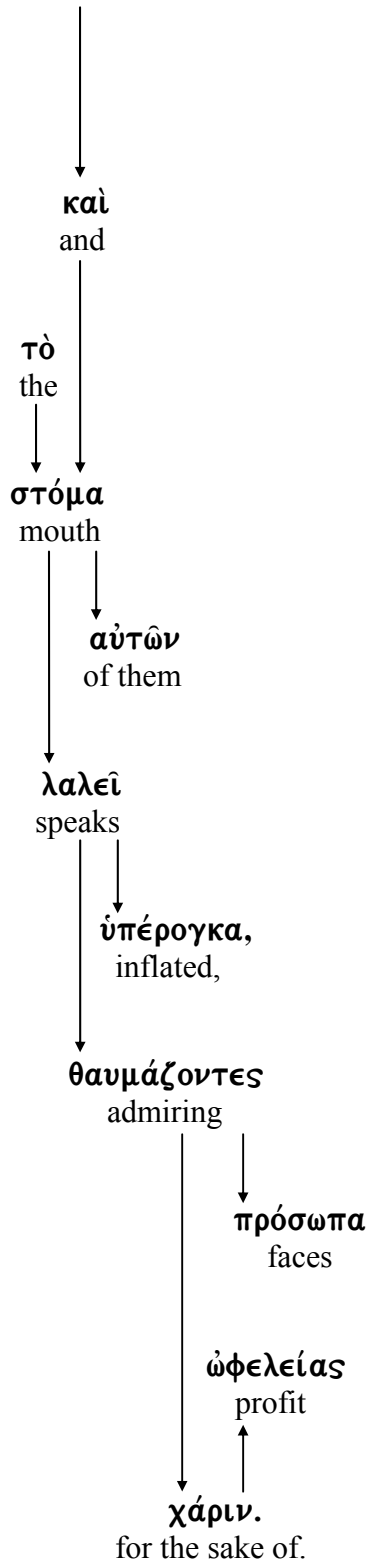 καὶ
and
τὸ
the
στόμα
mouth
αὐτῶν
of them
λαλεῖ
speaks
ὑπέρογκα,
inflated,
θαυμάζοντες
admiring
πρόσωπα
faces
ὠφελείας
profit
χάριν.
for the sake of.